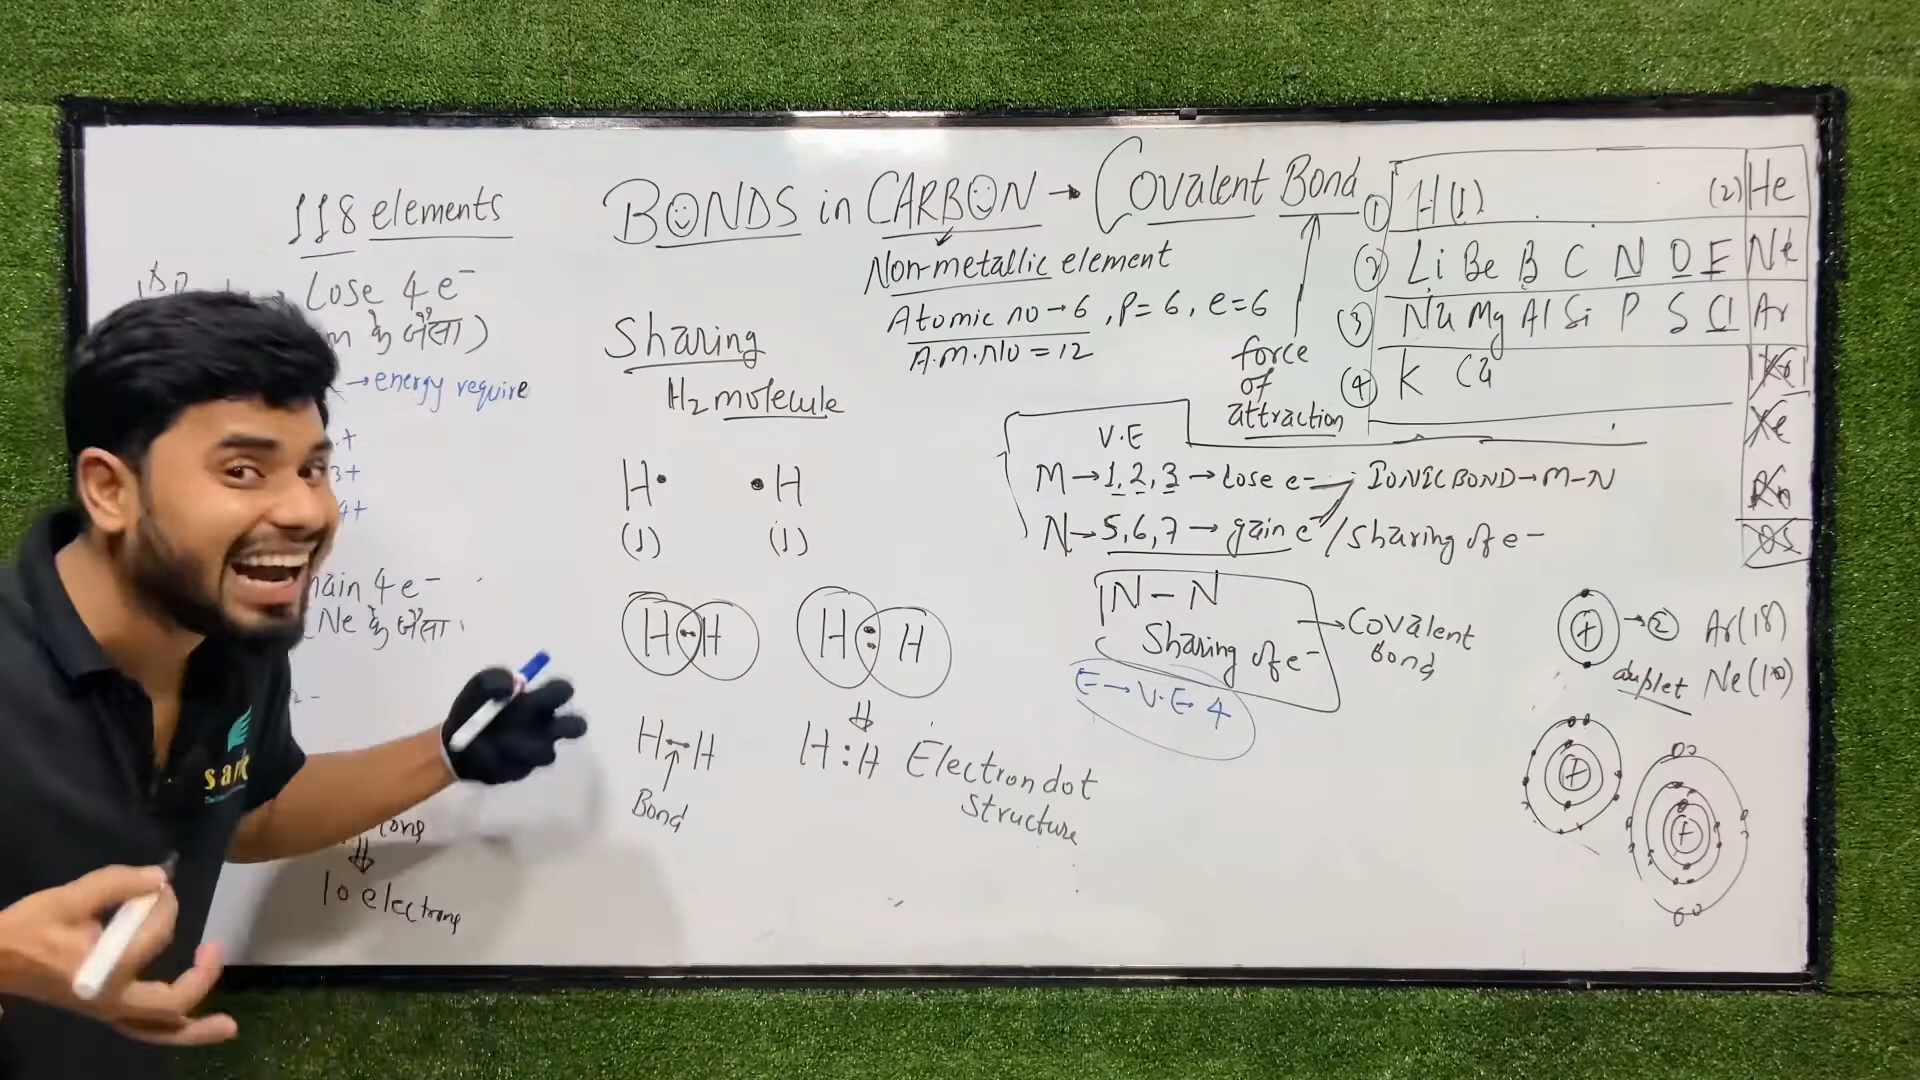 118 elements
Lose 4e-
के जैसा)
→energy require
3+
4+
4e-
(Ne के जैसा
10 electrons
BONDS in CARBON → Covalent Bond
Non-metallic element
Atomic no → 6, P=6, e=6
A.M.No = 12
force
of
attraction
Sharing
H2 molecule
H• •H
(1) (1)
H••H H:H
H-H
Bond
H:H Electron dot
structure
V.E
M→1,2,3→Lose e- IONIC BOND→M-N
N→5,6,7→gain e-/sharing of e-
N-N
Sharing of e-
→Covalent
Bond
V.E→4
① H(1) (2) He
② Li Be B C N O F Ne
(3) Na Mg Al Si P S Cl Ar
④ K Ca Kr
Xe
Rn
+ →② Ar(18)
duplet Ne(10)
+
+